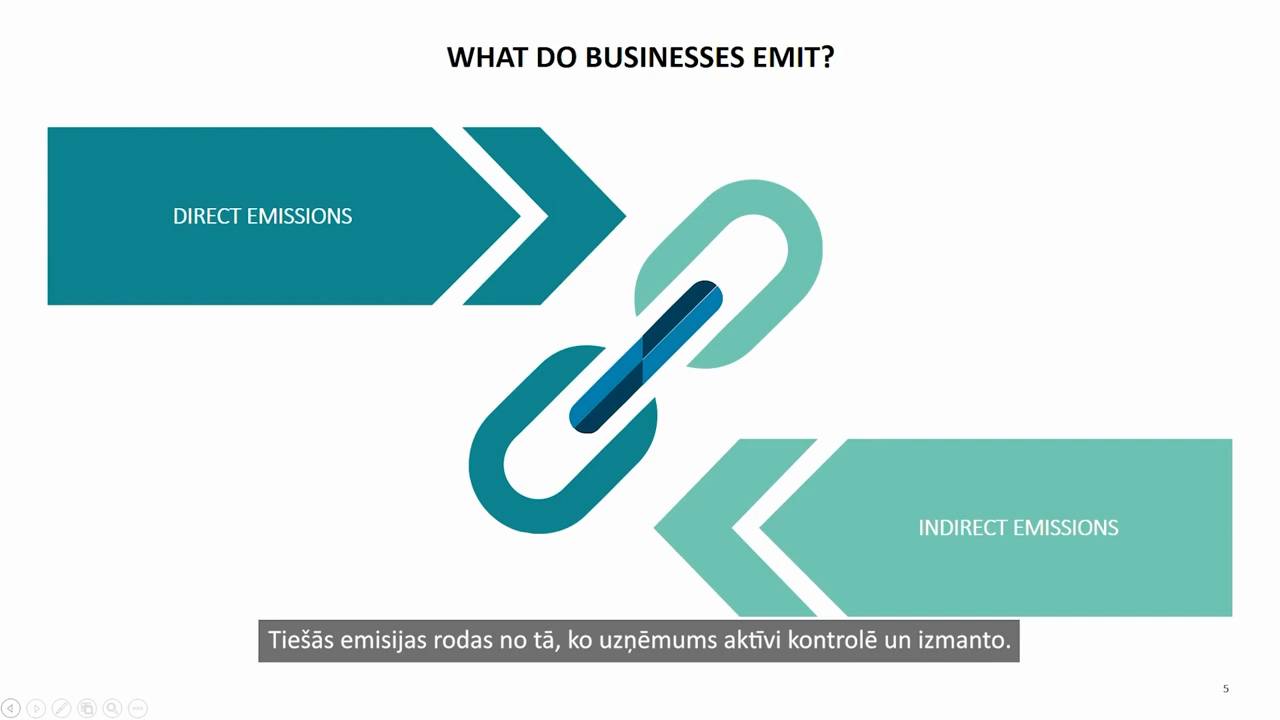 WHAT DO BUSINESSES EMIT?
DIRECT EMISSIONS
INDIRECT EMISSIONS
Tiešās emisijas rodas no tā, ko uzņēmums aktīvi kontrolē un izmanto.
5